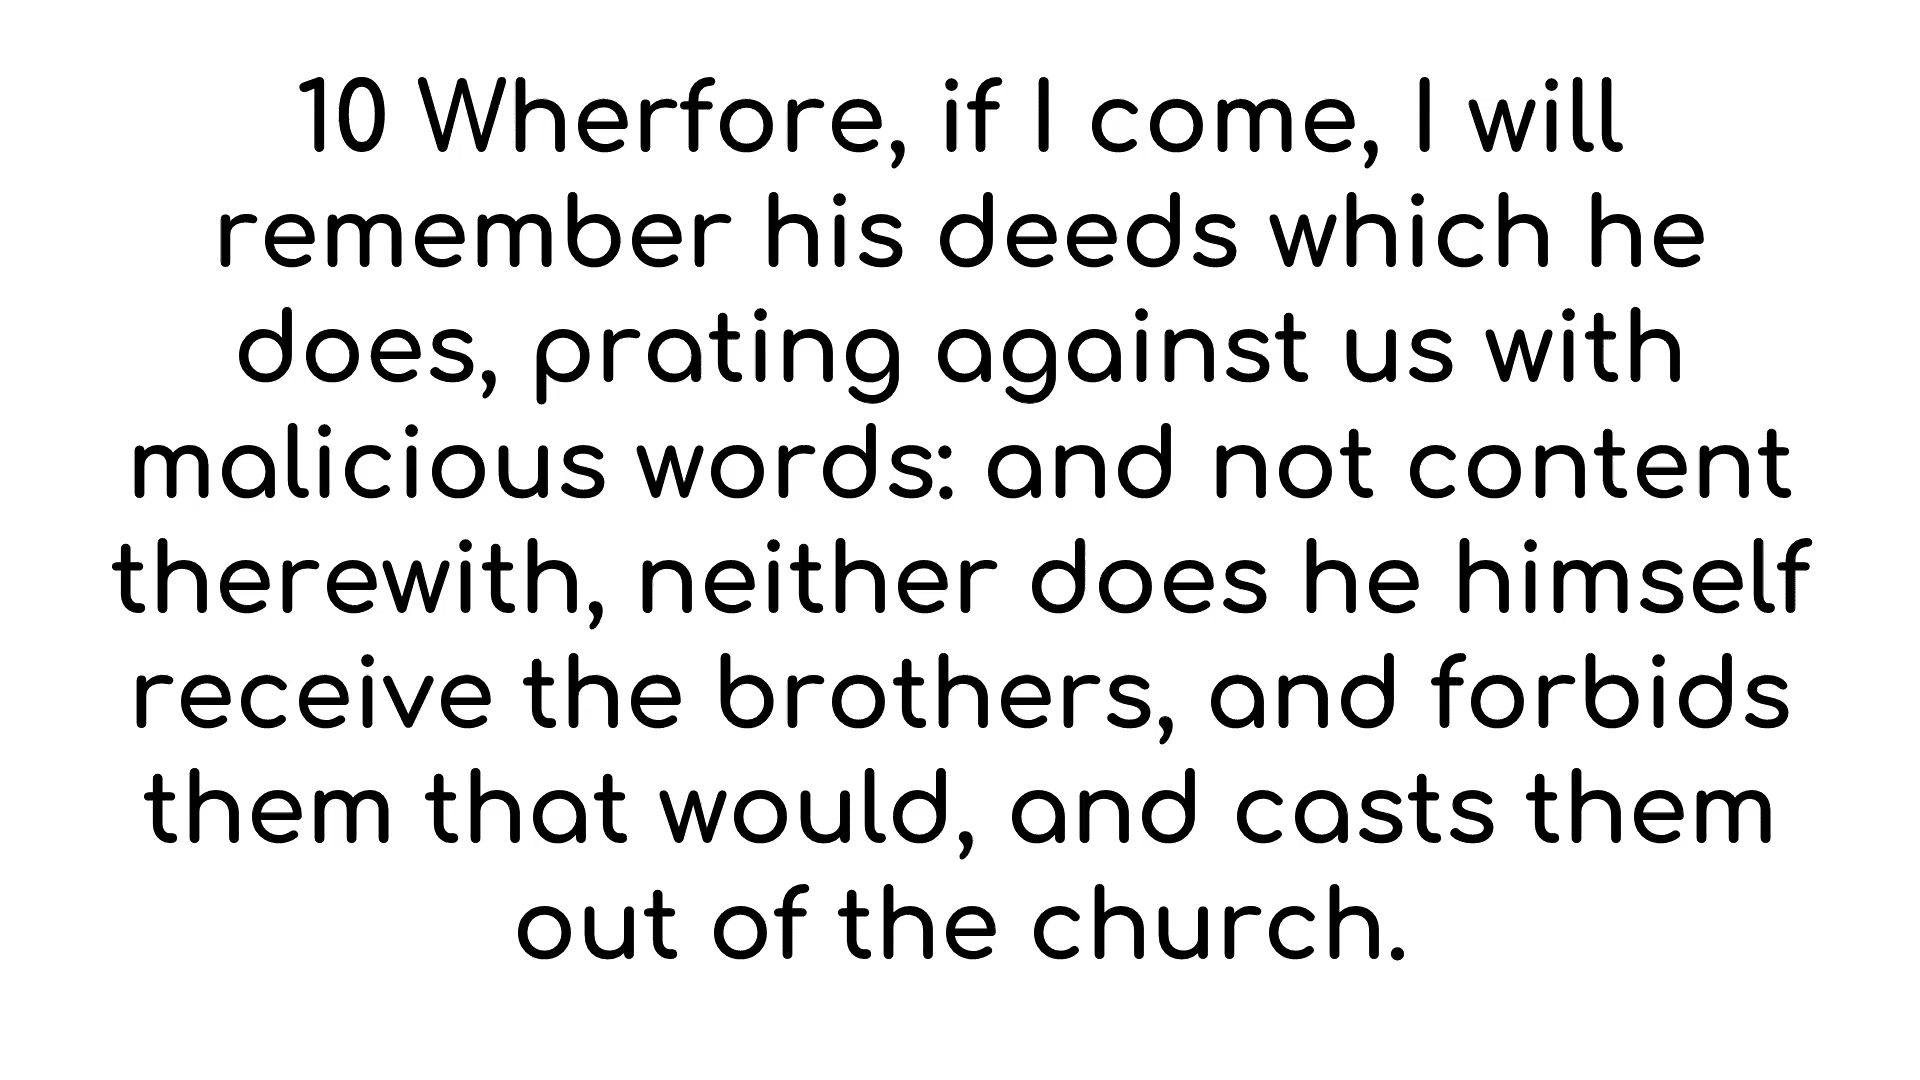 10 Wherfore, if I come, I will
remember his deeds which he
does, prating against us with
malicious words: and not content
therewith, neither does he himself
receive the brothers, and forbids
them that would, and casts them
out of the church.